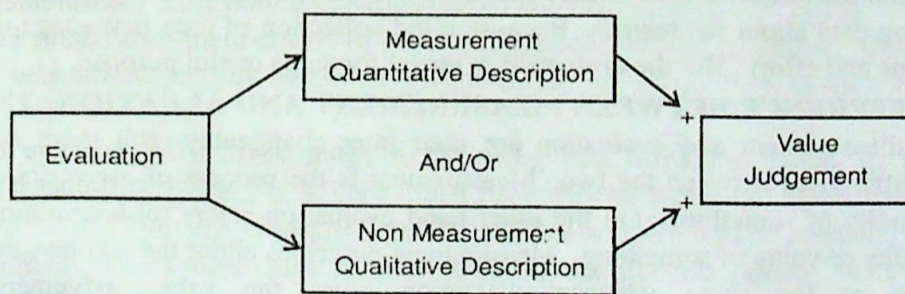 Measurement
Quantitative Description
Evaluation
And/Or
+
Value
Judgement
+
Non Measurement
Qualitative Description